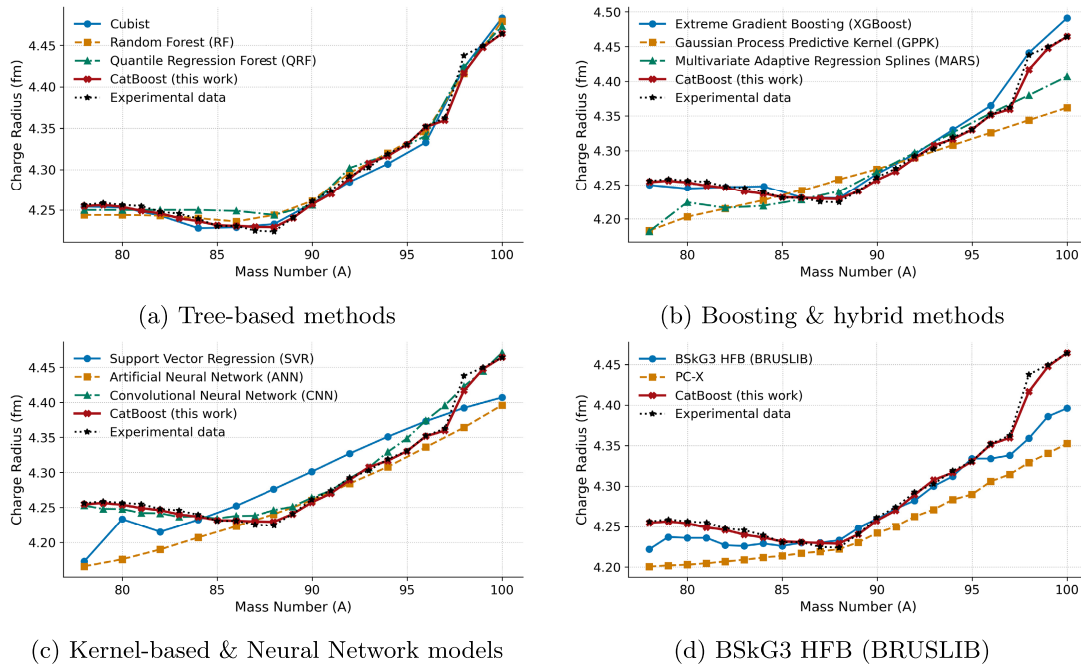 Cubist
Random Forest (RF)
Quantile Regression Forest (QRF)
CatBoost (this work)
Experimental data
Charge Radius (fm)
4.45
4.40
4.35
4.30
4.25
80
85
90
95
100
Mass Number (A)
(a) Tree-based methods
Extreme Gradient Boosting (XGBoost)
Gaussian Process Predictive Kernel (GPPK)
Multivariate Adaptive Regression Splines (MARS)
CatBoost (this work)
Experimental data
Charge Radius (fm)
4.50
4.45
4.40
4.35
4.30
4.25
4.20
80
85
90
95
100
Mass Number (A)
(b) Boosting & hybrid methods
Support Vector Regression (SVR)
Artificial Neural Network (ANN)
Convolutional Neural Network (CNN)
CatBoost (this work)
Experimental data
Charge Radius (fm)
4.45
4.40
4.35
4.30
4.25
4.20
80
85
90
95
100
Mass Number (A)
(c) Kernel-based & Neural Network models
BSkG3 HFB (BRUSLIB)
PC-X
CatBoost (this work)
Experimental data
Charge Radius (fm)
4.45
4.40
4.35
4.30
4.25
4.20
80
85
90
95
100
Mass Number (A)
(d) BSkG3 HFB (BRUSLIB)